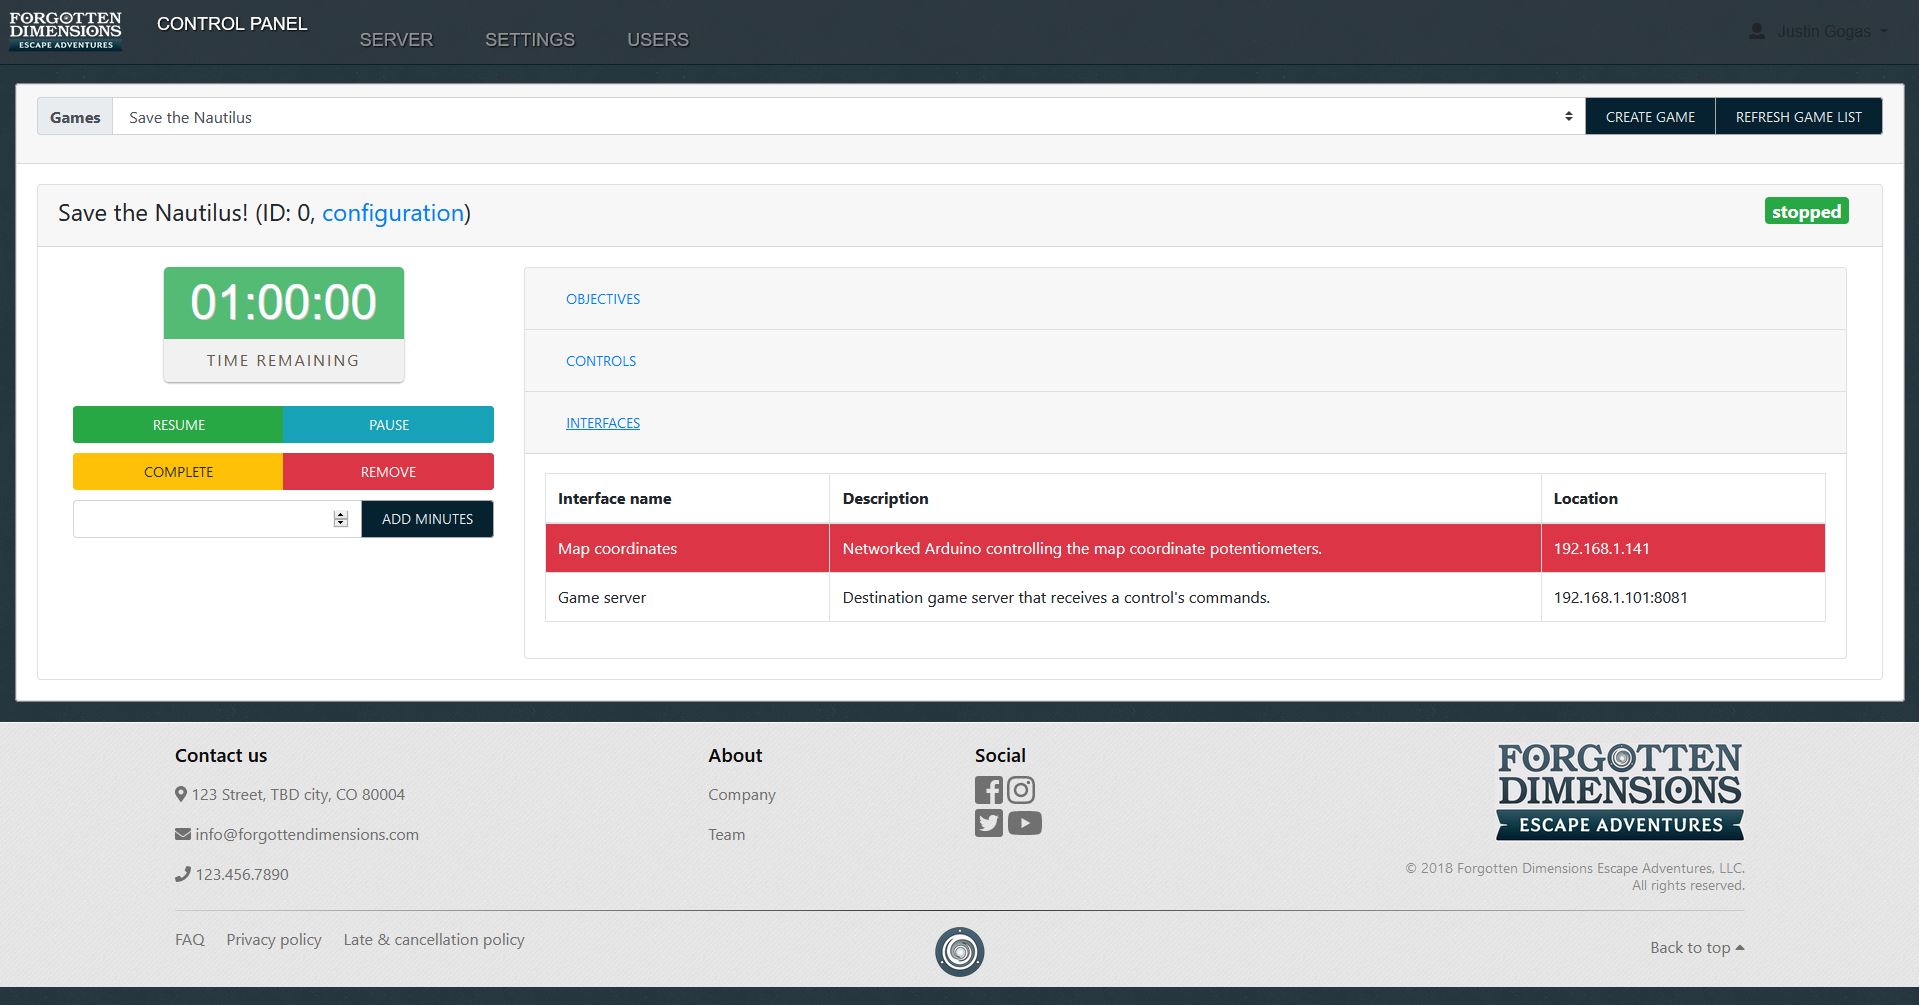 FORGOTTEN
DIMENSIONS
ESCAPE ADVENTURES
CONTROL PANEL
SERVER
SETTINGS
USERS
Justin Gogas
Games
Save the Nautilus
CREATE GAME
REFRESH GAME LIST
Save the Nautilus! (ID: 0, configuration)
stopped
01:00:00
TIME REMAINING
RESUME
PAUSE
COMPLETE
REMOVE
ADD MINUTES
OBJECTIVES
CONTROLS
INTERFACES
Interface name Description Location
Map coordinates Networked Arduino controlling the map coordinate potentiometers. 192.168.1.141
Game server Destination game server that receives a control's commands. 192.168.1.101:8081
Contact us
123 Street, TBD city, CO 80004
info@forgottendimensions.com
123.456.7890
About
Company
Team
Social
FORGOTTEN
DIMENSIONS
ESCAPE ADVENTURES
© 2018 Forgotten Dimensions Escape Adventures, LLC.
All rights reserved.
FAQ Privacy policy Late & cancellation policy
Back to top